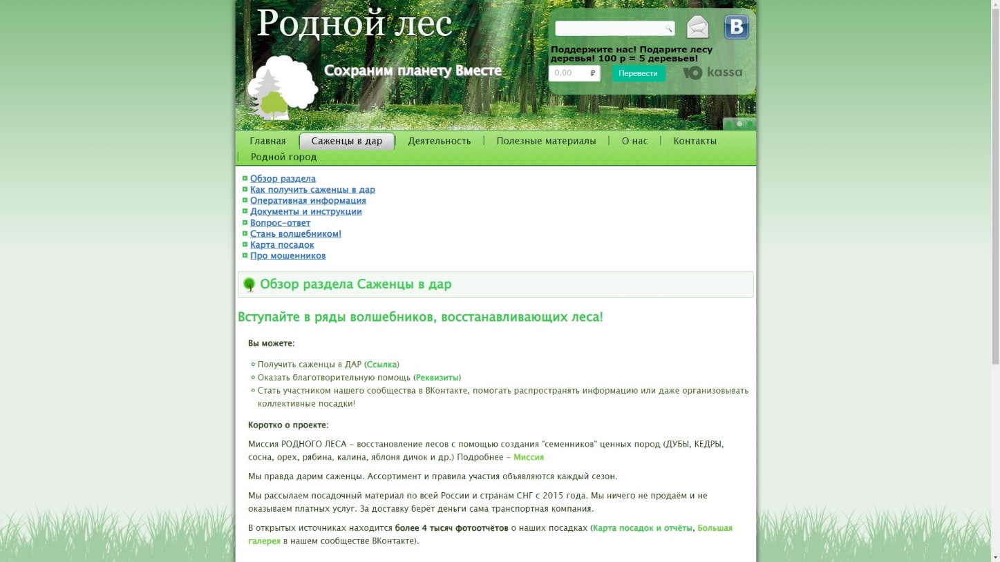 Родной лес
Сохраним планету Вместе
Поддержите нас! Подарите лесу
деревья! 100 р = 5 деревьев!
0.00 ₽ Перевести Ю kassa
Главная Саженцы в дар Деятельность Полезные материалы О нас Контакты
Родной город
Обзор раздела
Как получить саженцы в дар
Оперативная информация
Документы и инструкции
Вопрос-ответ
Стань волшебником!
Карта посадок
Про мошенников
Обзор раздела Саженцы в дар
Вступайте в ряды волшебников, восстанавливающих леса!
Вы можете:
Получить саженцы в ДАР (Ссылка)
Оказать благотворительную помощь (Реквизиты)
Стать участником нашего сообщества в ВКонтакте, помогать распространять информацию или даже организовывать
коллективные посадки!
Коротко о проекте:
Миссия РОДНОГО ЛЕСА - восстановление лесов с помощью создания "семенников" ценных пород (ДУБЫ, КЕДРЫ,
сосна, орех, рябина, калина, яблоня дичок и др.) Подробнее - Миссия
Мы правда дарим саженцы. Ассортимент и правила участия объявляются каждый сезон.
Мы рассылаем посадочный материал по всей России и странам СНГ с 2015 года. Мы ничего не продаём и не
оказываем платных услуг. За доставку берёт деньги сама транспортная компания.
В открытых источниках находится более 4 тысяч фотоотчётов о наших посадках (Карта посадок и отчёты, Большая
галерея в нашем сообществе ВКонтакте).